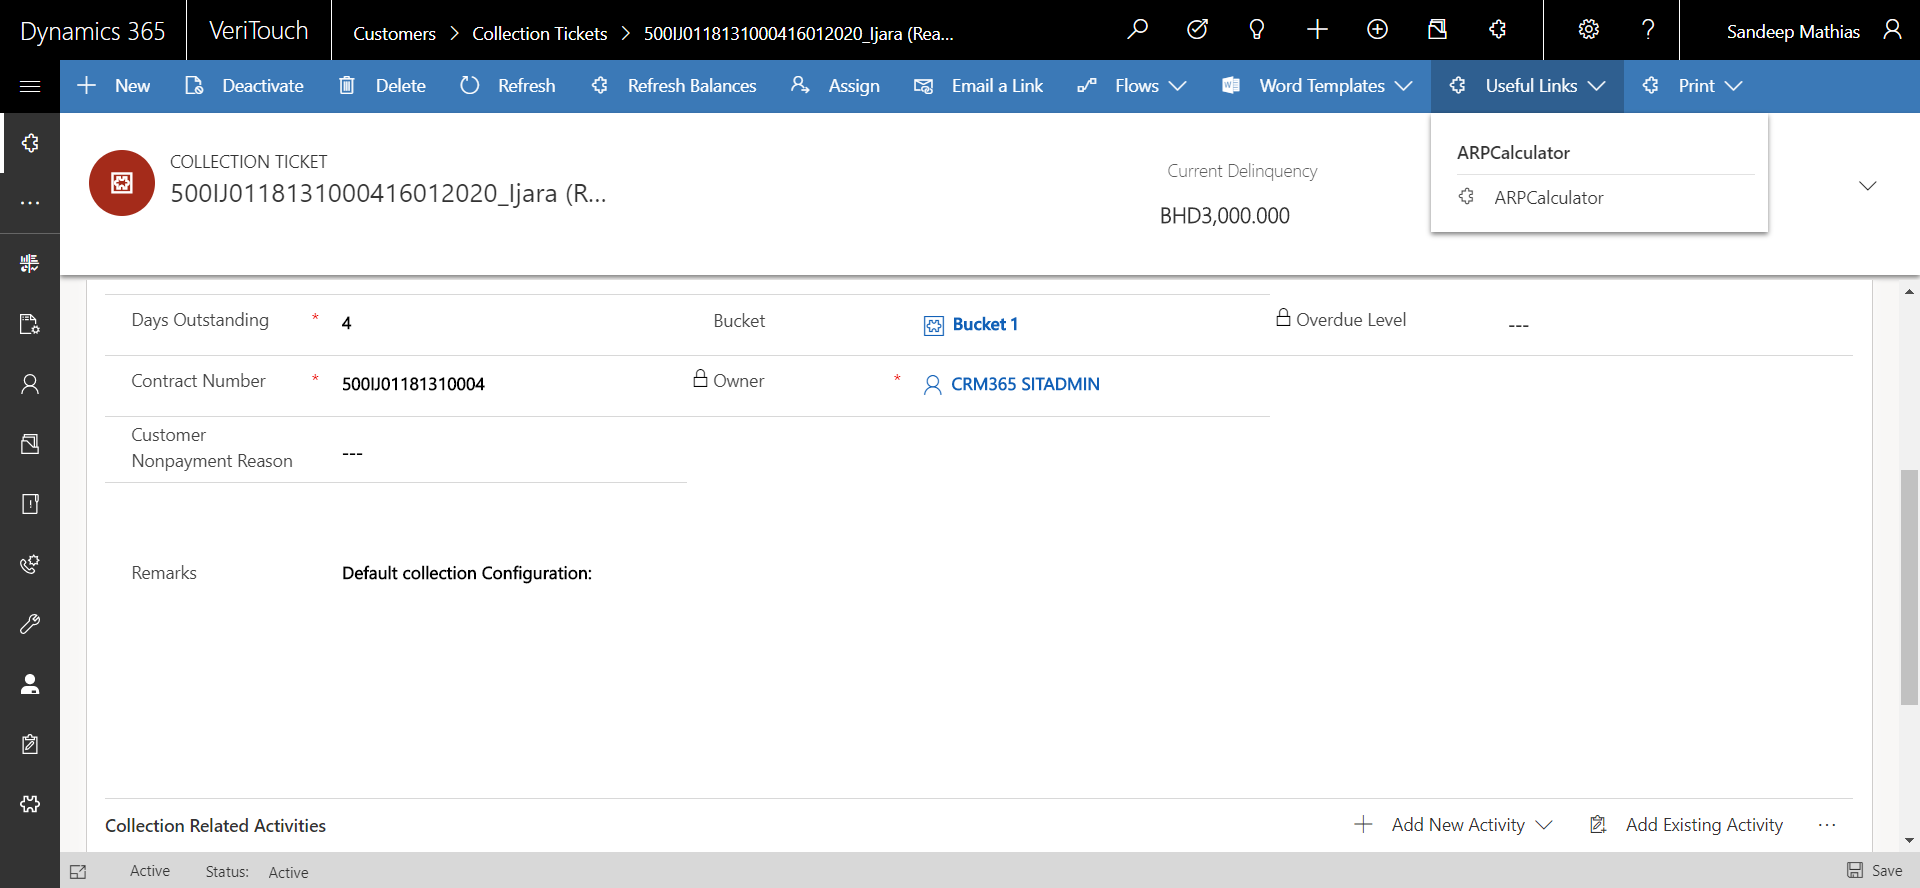 Dynamics 365
VeriTouch
Customers > Collection Tickets > 500IJ0118131000416012020_Ijara (Rea...
Sandeep Mathias
New
Deactivate
Delete
Refresh
Refresh Balances
Assign
Email a Link
Flows
Word Templates
Useful Links
Print
ARPCalculator
ARPCalculator
COLLECTION TICKET
500IJ0118131000416012020_Ijara (R...
Current Delinquency
BHD3,000.000
Days Outstanding * 4
Bucket Bucket 1
Overdue Level ---
Contract Number * 500IJ01181310004
Owner * CRM365 SITADMIN
Customer
Nonpayment Reason ---
Remarks Default collection Configuration:
Collection Related Activities
Add New Activity
Add Existing Activity
Active Status: Active
Save